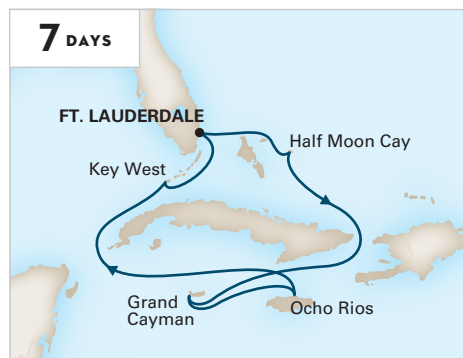 7 DAYS
FT. LAUDERDALE
Half Moon Cay
Key West
Grand
Cayman
Ocho Rios